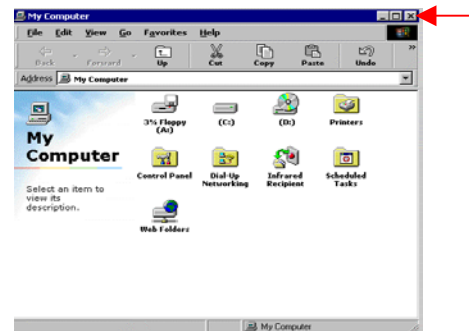 My Computer
File Edit View Go Favorites Help
Back Forward Up Cut Copy Paste Undo »
Address My Computer
My Computer
Select an item to view its description.
3½ Floppy (A:)
(C:)
(D:)
Printers
Control Panel
Dial-Up Networking
Infrared Recipient
Scheduled Tasks
Web Folders
My Computer